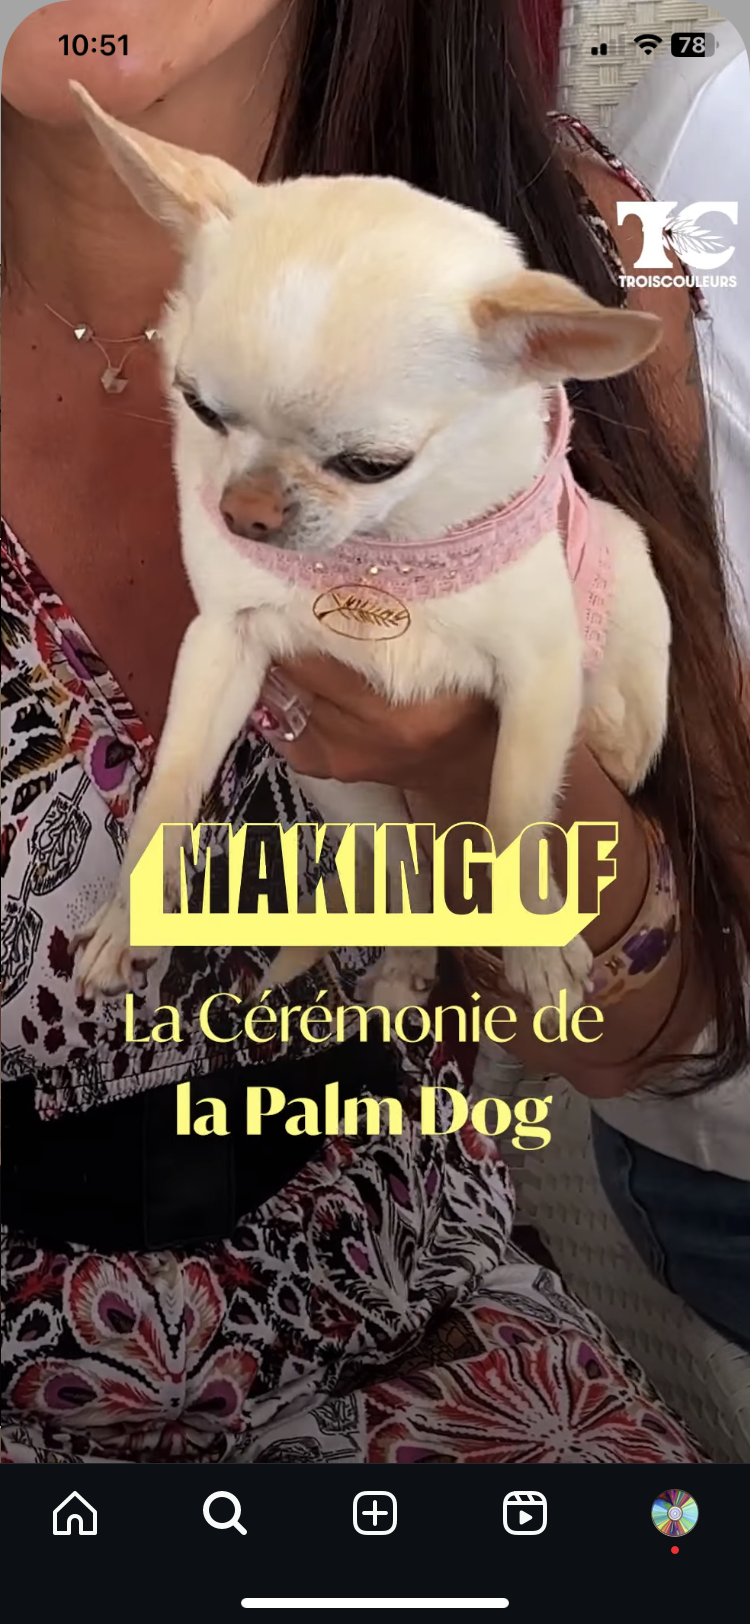 10:51
78
TC
TROISCOULEURS
MAKING OF
La Cérémonie de
la Palm Dog